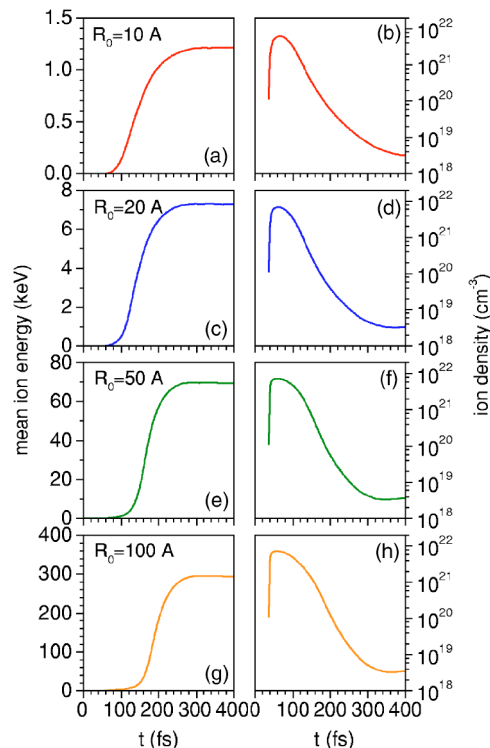 1.5
R₀=10 A
(b)
10²²
1.0
10²¹
10²⁰
0.5
10¹⁹
(a)
0.0
10¹⁸
8
R₀=20 A
(d)
10²²
6
10²¹
4
10²⁰
2
10¹⁹
(c)
0
10¹⁸
80
R₀=50 A
(f)
10²²
60
10²¹
40
10²⁰
20
10¹⁹
(e)
0
10¹⁸
400
R₀=100 A
(h)
10²²
300
10²¹
200
10²⁰
100
10¹⁹
(g)
0
10¹⁸
0 100 200 300 400
0 100 200 300 400
t (fs)
t (fs)
mean ion energy (keV)
ion density (cm⁻³)